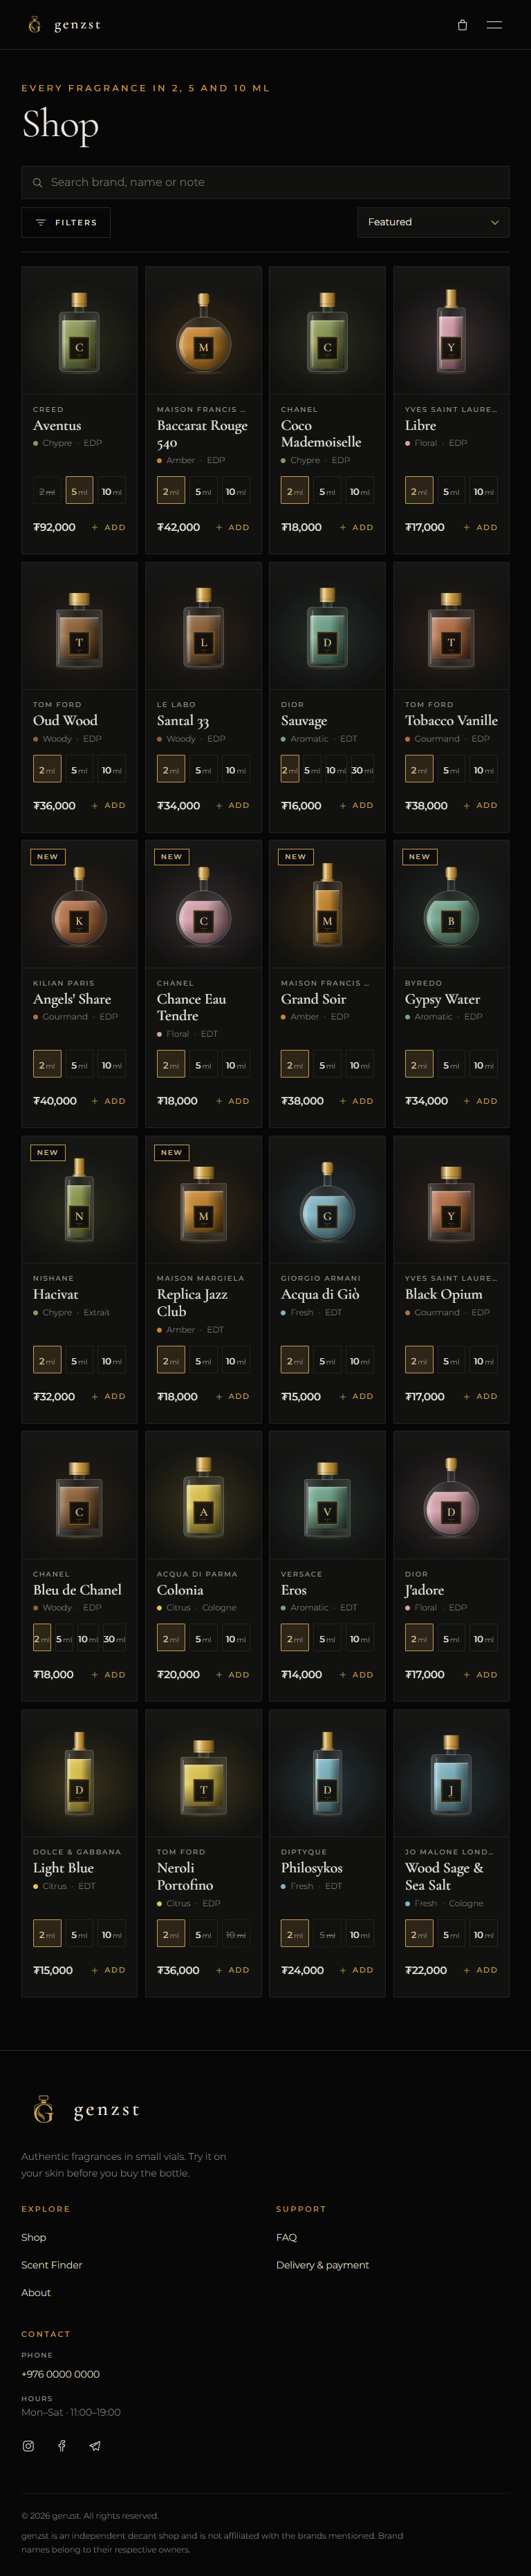 genzst
EVERY FRAGRANCE IN 2, 5 AND 10 ML
Shop
Search brand, name or note
FILTERS
Featured
C
CREED
Aventus
Chypre · EDP
2 ml 5 ml 10 ml
₮92,000 + ADD
M
MAISON FRANCIS …
Baccarat Rouge
540
Amber · EDP
2 ml 5 ml 10 ml
₮42,000 + ADD
C
CHANEL
Coco
Mademoiselle
Chypre · EDP
2 ml 5 ml 10 ml
₮18,000 + ADD
Y
YVES SAINT LAURE…
Libre
Floral · EDP
2 ml 5 ml 10 ml
₮17,000 + ADD
T
TOM FORD
Oud Wood
Woody · EDP
2 ml 5 ml 10 ml
₮36,000 + ADD
L
LE LABO
Santal 33
Woody · EDP
2 ml 5 ml 10 ml
₮34,000 + ADD
D
DIOR
Sauvage
Aromatic · EDT
2 ml 5 ml 10 ml 30 ml
₮16,000 + ADD
T
TOM FORD
Tobacco Vanille
Gourmand · EDP
2 ml 5 ml 10 ml
₮38,000 + ADD
NEW
K
KILIAN PARIS
Angels' Share
Gourmand · EDP
2 ml 5 ml 10 ml
₮40,000 + ADD
NEW
C
CHANEL
Chance Eau
Tendre
Floral · EDT
2 ml 5 ml 10 ml
₮18,000 + ADD
NEW
M
MAISON FRANCIS …
Grand Soir
Amber · EDP
2 ml 5 ml 10 ml
₮38,000 + ADD
NEW
B
BYREDO
Gypsy Water
Aromatic · EDP
2 ml 5 ml 10 ml
₮34,000 + ADD
NEW
N
NISHANE
Hacivat
Chypre · Extrait
2 ml 5 ml 10 ml
₮32,000 + ADD
NEW
M
MAISON MARGIELA
Replica Jazz
Club
Amber · EDT
2 ml 5 ml 10 ml
₮18,000 + ADD
G
GIORGIO ARMANI
Acqua di Giò
Fresh · EDT
2 ml 5 ml 10 ml
₮15,000 + ADD
Y
YVES SAINT LAURE…
Black Opium
Gourmand · EDP
2 ml 5 ml 10 ml
₮17,000 + ADD
C
CHANEL
Bleu de Chanel
Woody · EDP
2 ml 5 ml 10 ml 30 ml
₮18,000 + ADD
A
ACQUA DI PARMA
Colonia
Citrus · Cologne
2 ml 5 ml 10 ml
₮20,000 + ADD
V
VERSACE
Eros
Aromatic · EDT
2 ml 5 ml 10 ml
₮14,000 + ADD
D
DIOR
J'adore
Floral · EDP
2 ml 5 ml 10 ml
₮17,000 + ADD
D
DOLCE & GABBANA
Light Blue
Citrus · EDT
2 ml 5 ml 10 ml
₮15,000 + ADD
T
TOM FORD
Neroli
Portofino
Citrus · EDP
2 ml 5 ml 10 ml
₮36,000 + ADD
D
DIPTYQUE
Philosykos
Fresh · EDT
2 ml 5 ml 10 ml
₮24,000 + ADD
J
JO MALONE LOND…
Wood Sage &
Sea Salt
Fresh · Cologne
2 ml 5 ml 10 ml
₮22,000 + ADD
genzst
Authentic fragrances in small vials. Try it on
your skin before you buy the bottle.
EXPLORE
Shop
Scent Finder
About
SUPPORT
FAQ
Delivery & payment
CONTACT
PHONE
+976 0000 0000
HOURS
Mon–Sat · 11:00–19:00
© 2026 genzst. All rights reserved.
genzst is an independent decant shop and is not affiliated with the brands mentioned. Brand
names belong to their respective owners.